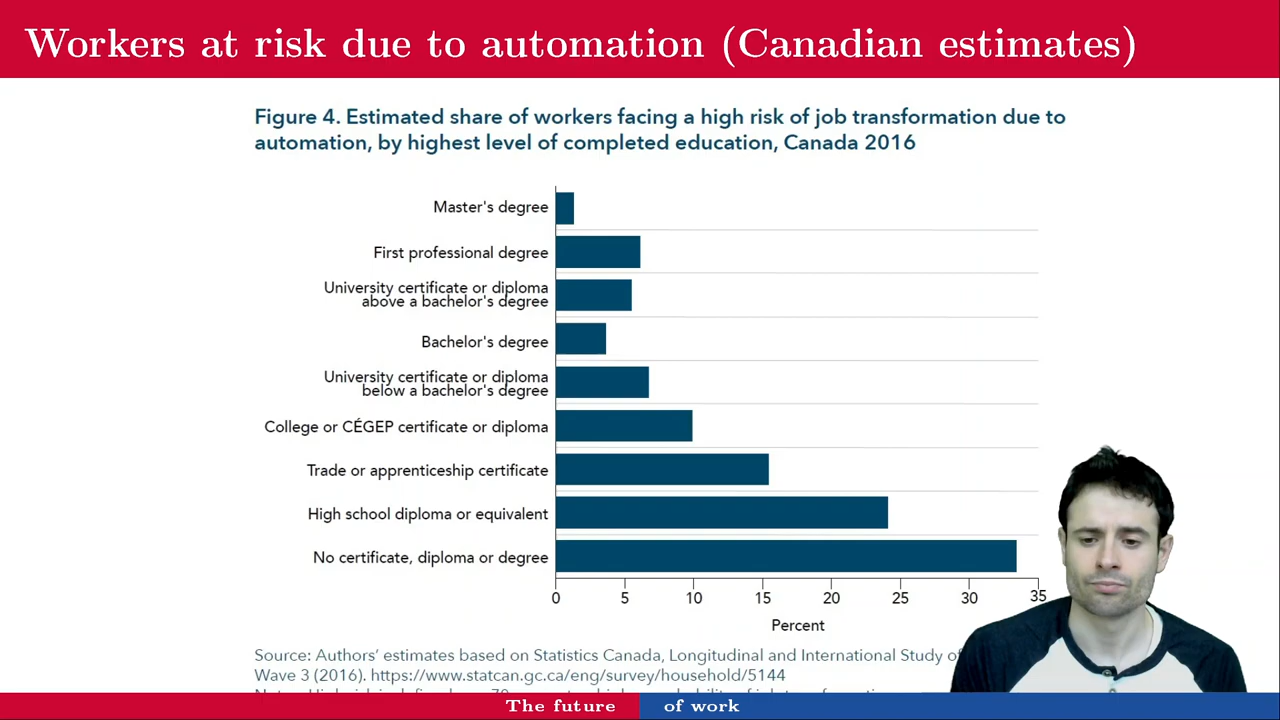 Workers at risk due to automation (Canadian estimates)
Figure 4. Estimated share of workers facing a high risk of job transformation due to
automation, by highest level of completed education, Canada 2016
Master's degree
First professional degree
University certificate or diploma
above a bachelor's degree
Bachelor's degree
University certificate or diploma
below a bachelor's degree
College or CÉGEP certificate or diploma
Trade or apprenticeship certificate
High school diploma or equivalent
No certificate, diploma or degree
0 5 10 15 20 25 30 35
Percent
Source: Authors’ estimates based on Statistics Canada, Longitudinal and International Study of
Wave 3 (2016). https://www.statcan.gc.ca/eng/survey/household/5144
The future of work